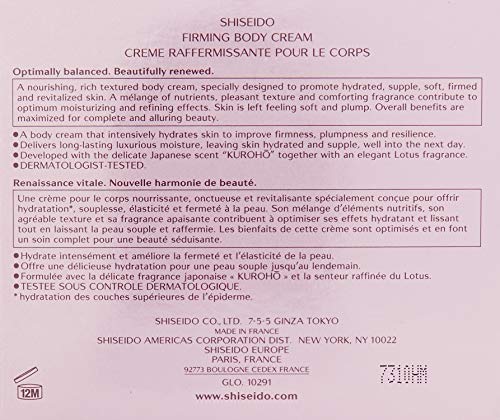 SHISEIDO
FIRMING BODY CREAM
CREME RAFFERMISSANTE POUR LE CORPS
Optimally balanced. Beautifully renewed.
A nourishing, rich textured body cream, specially designed to promote hydrated, supple, soft, firmed
and revitalized skin. A mélange of nutrients, pleasant texture and comforting fragrance contribute to
optimum moisturizing and refining effects. Skin is left feeling soft and plump. Overall benefits are
maximized for complete and alluring beauty.
●A body cream that intensively hydrates skin to improve firmness, plumpness and resilience.
●Delivers long-lasting luxurious moisture, leaving skin hydrated and supple, well into the next day.
●Developed with the delicate Japanese scent “KUROHŌ” together with an elegant Lotus fragrance.
●DERMATOLOGIST-TESTED.
Renaissance vitale. Nouvelle harmonie de beauté.
Une crème pour le corps nourrissante, onctueuse et revitalisante spécialement conçue pour offrir
hydratation*, souplesse, élasticité et fermeté à la peau. Son mélange d'éléments nutritifs, son
agréable texture et sa fragrance apaisante contribuent à optimiser ses effets hydratant et lissant
tout en laissant la peau souple et raffermie. Les bienfaits de cette crème sont optimisés et en font
un soin complet pour une beauté séduisante.
●Hydrate intensément et améliore la fermeté et l'élasticité de la peau.
●Offre une délicieuse hydratation pour une peau souple jusqu'au lendemain.
●Formulée avec la délicate fragrance japonaise « KUROHŌ » et la senteur raffinée du Lotus.
●TESTEE SOUS CONTROLE DERMATOLOGIQUE.
* hydratation des couches supérieures de l'épiderme.
SHISEIDO CO., LTD. 7-5-5 GINZA TOKYO
MADE IN FRANCE
SHISEIDO AMERICAS CORPORATION DIST. NEW YORK, NY 10022
SHISEIDO EUROPE
PARIS, FRANCE
92773 BOULOGNE CEDEX FRANCE
GLO. 10291
www.shiseido.com
12M
7310HM